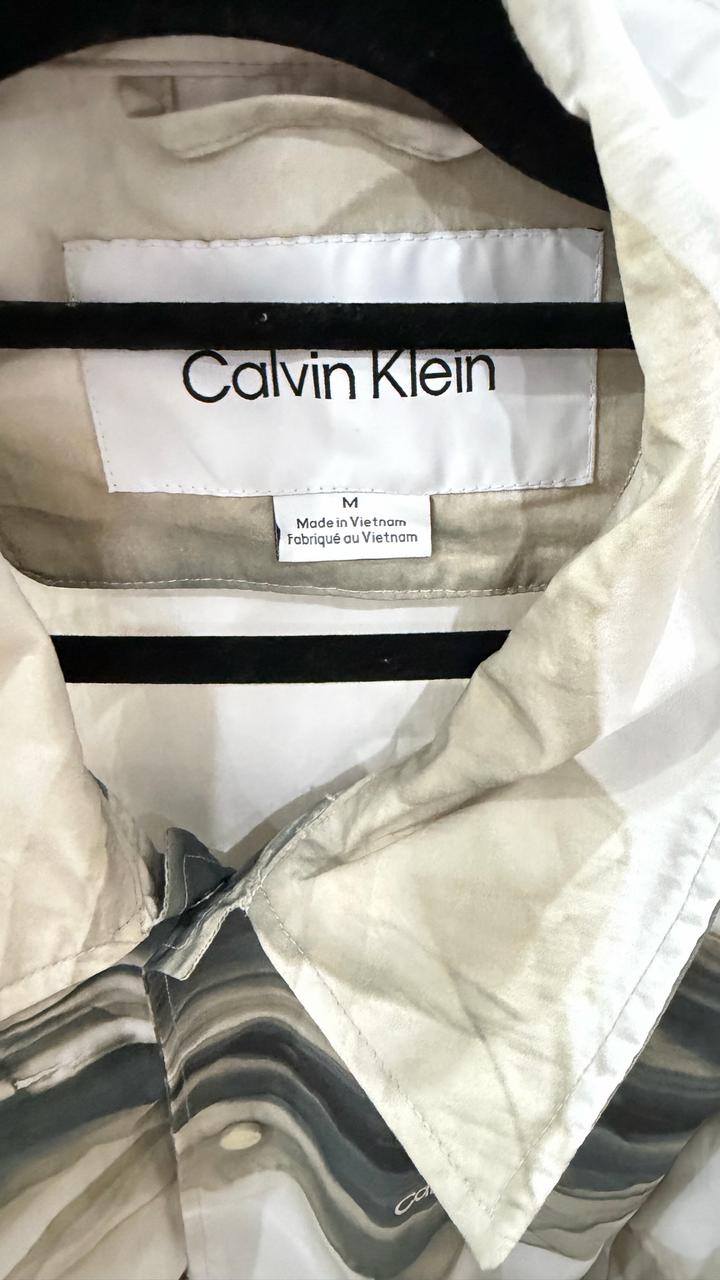 Calvin Klein
M
Made in Vietnam
Fabriqué au Vietnam